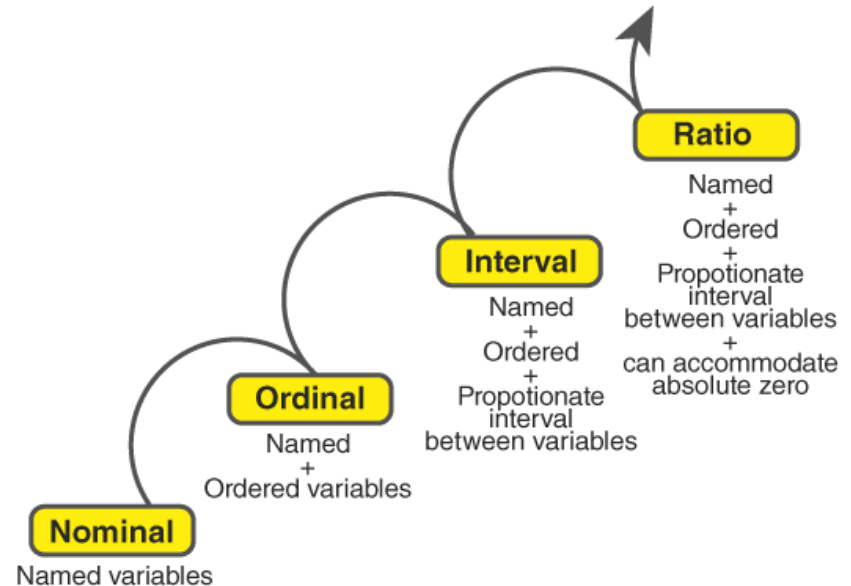 Ratio
Named
+
Ordered
+
Propotionate
interval
between variables
+
can accommodate
absolute zero
Interval
Named
+
Ordered
+
Propotionate
interval
between variables
Ordinal
Named
+
Ordered variables
Nominal
Named variables